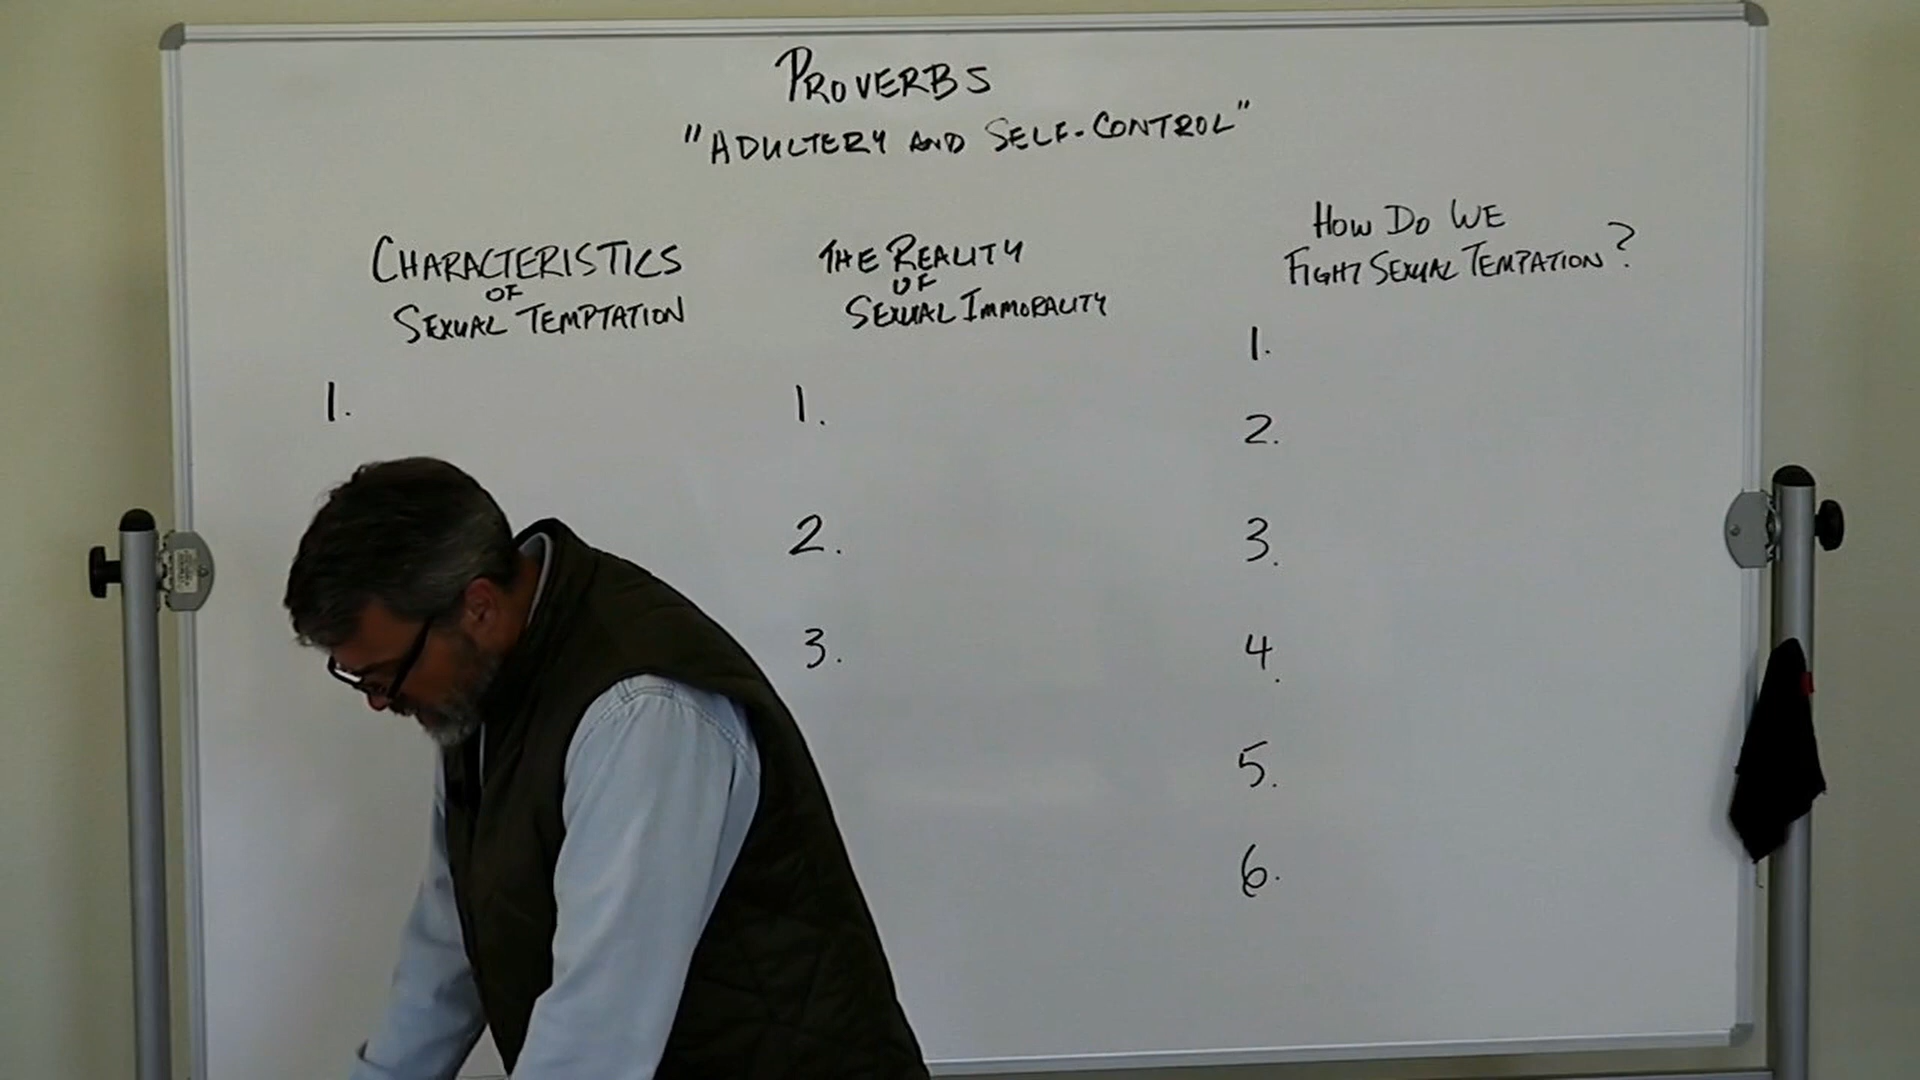 PROVERBS
"ADULTERY AND SELF-CONTROL"
CHARACTERISTICS
OF
SEXUAL TEMPTATION
1.
THE REALITY
OF
SEXUAL IMMORALITY
1.
2.
3.
HOW DO WE
FIGHT SEXUAL TEMPATION?
1.
2.
3.
4.
5.
6.